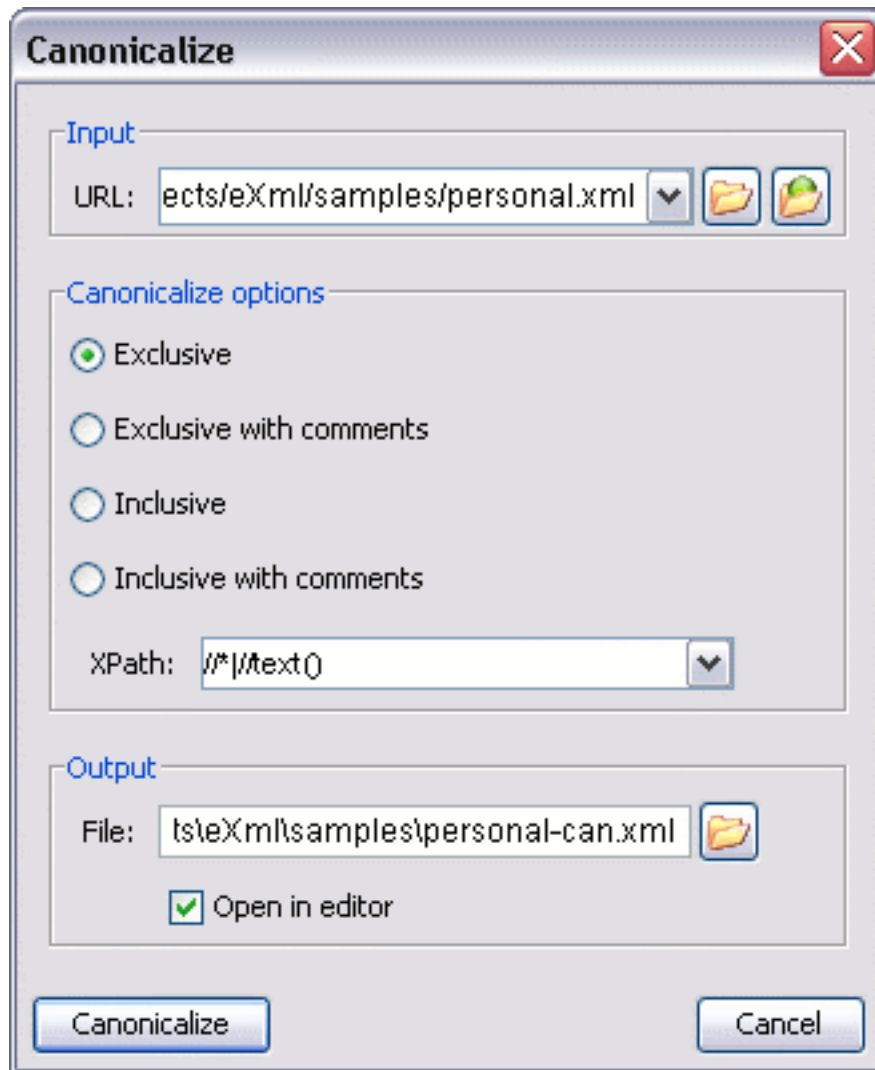 Canonicalize
Input
URL: ects/eXml/samples/personal.xml
Canonicalize options
Exclusive
Exclusive with comments
Inclusive
Inclusive with comments
XPath: //*|//text()
Output
File: ts\eXml\samples\personal-can.xml
Open in editor
Canonicalize Cancel